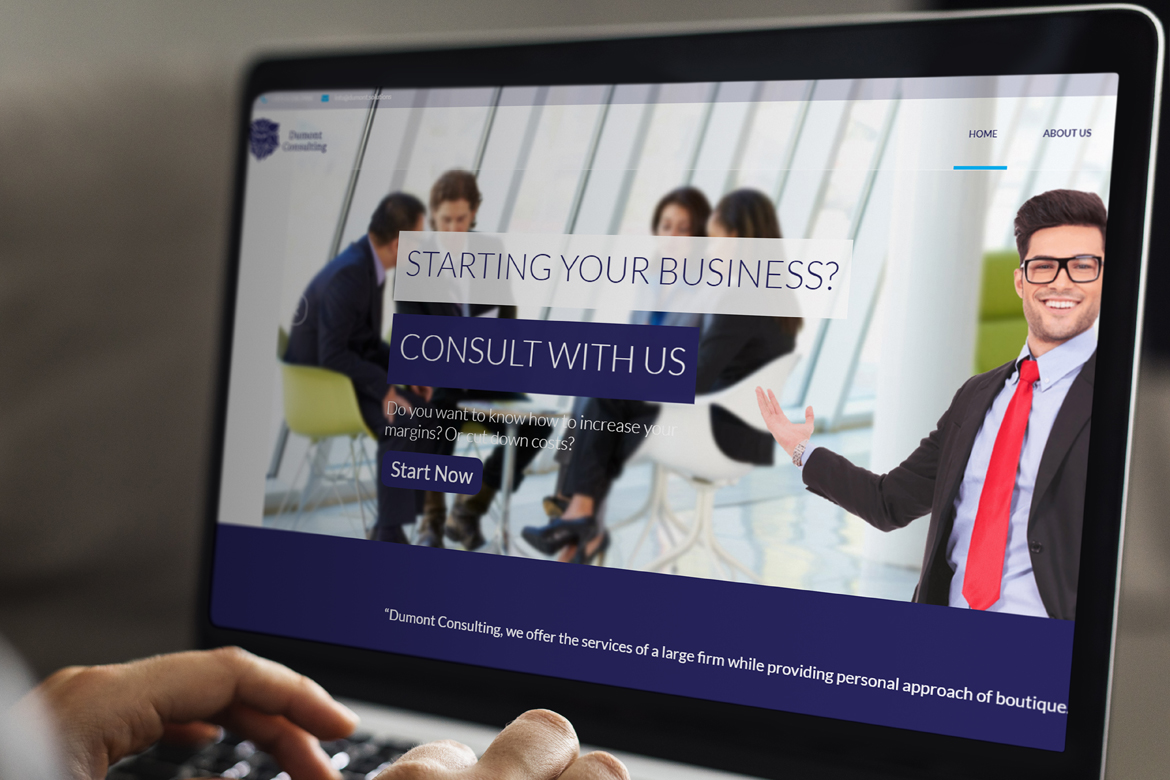 Dumont
Consulting
HOME
ABOUT US
STARTING YOUR BUSINESS?
CONSULT WITH US
Do you want to know how to increase your
margins? Or cut down costs?
Start Now
“Dumont Consulting, we offer the services of a large firm while providing personal approach of boutique.